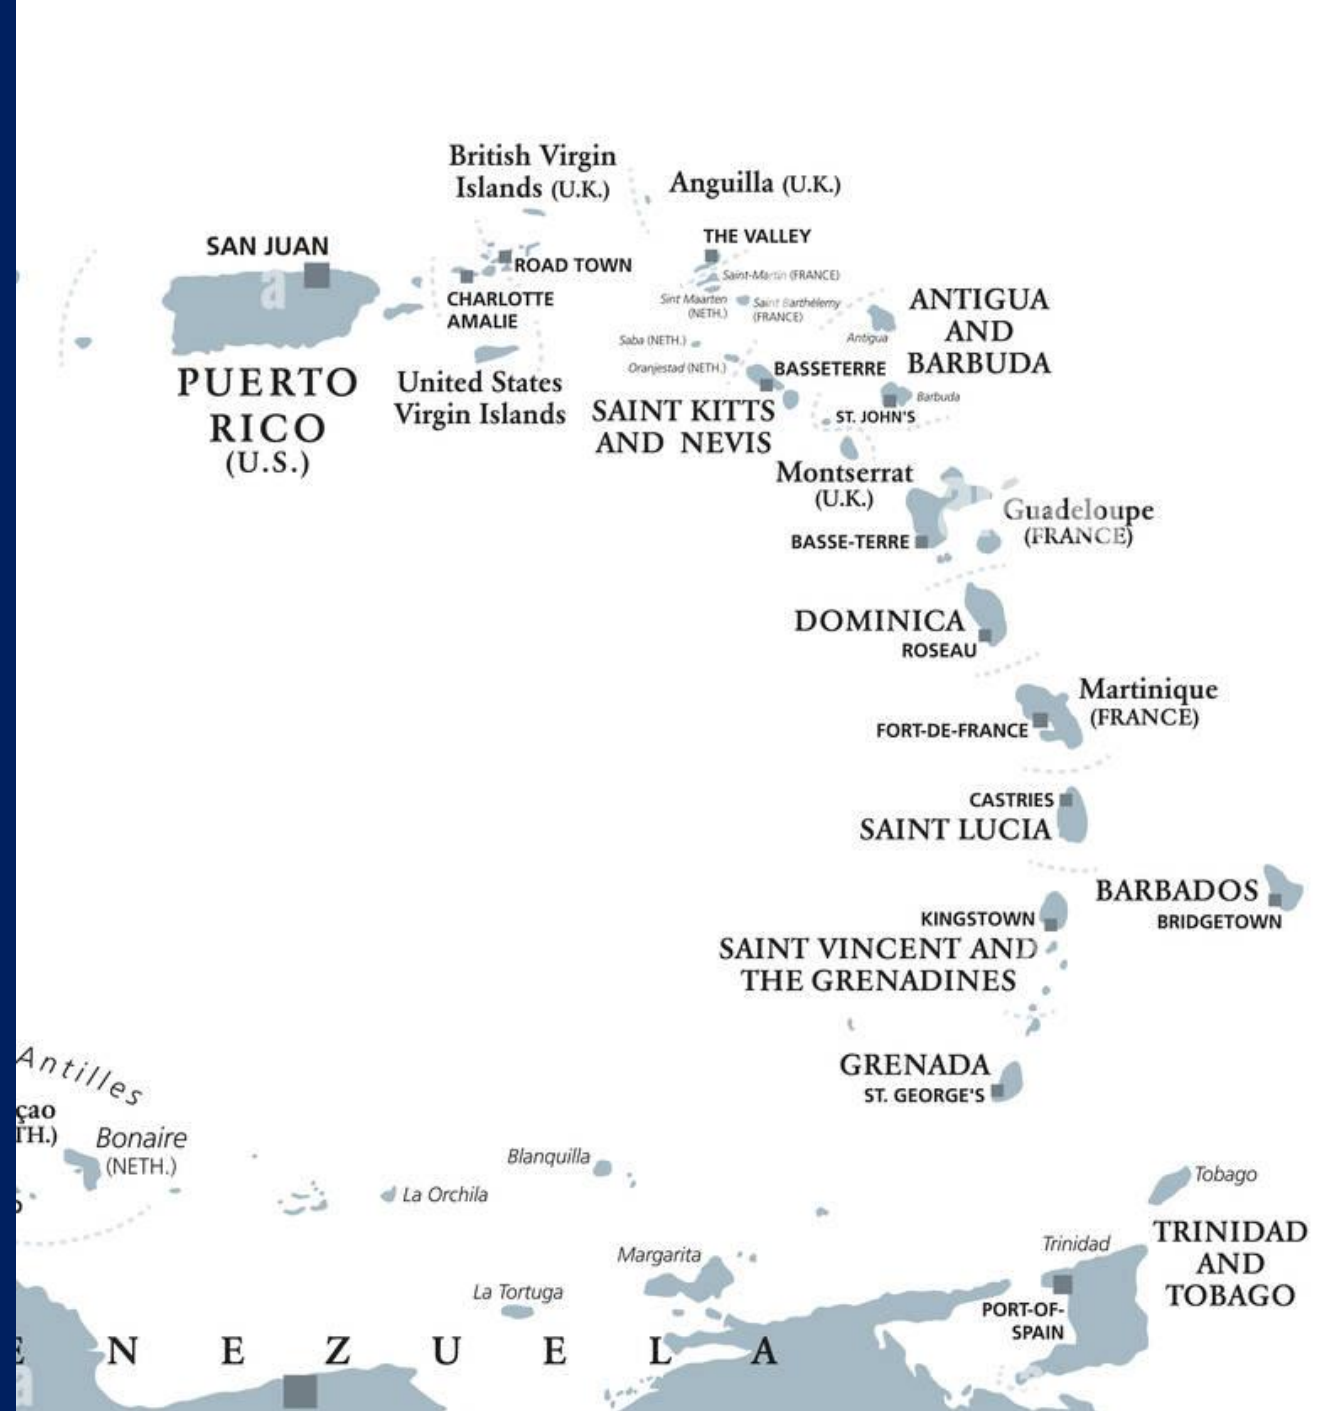 British Virgin
Islands (U.K.)
Anguilla (U.K.)
SAN JUAN
THE VALLEY
ROAD TOWN
Saint-Martin (FRANCE)
CHARLOTTE
AMALIE
Sint Maarten
(NETH.)
Saint Barthélemy
(FRANCE)
ANTIGUA
AND
BARBUDA
Antigua
Saba (NETH.)
Oranjestad (NETH.)
BASSETERRE
PUERTO
RICO
(U.S.)
United States
Virgin Islands
SAINT KITTS
AND NEVIS
Barbuda
ST. JOHN'S
Montserrat
(U.K.)
Guadeloupe
(FRANCE)
BASSE-TERRE
DOMINICA
ROSEAU
Martinique
(FRANCE)
FORT-DE-FRANCE
CASTRIES
SAINT LUCIA
BARBADOS
BRIDGETOWN
KINGSTOWN
SAINT VINCENT AND
THE GRENADINES
GRENADA
ST. GEORGE'S
Antilles
çao
TH.)
Bonaire
(NETH.)
Blanquilla
La Orchila
Tobago
TRINIDAD
AND
TOBAGO
Trinidad
Margarita
La Tortuga
PORT-OF-
SPAIN
E N E Z U E L A
a
a